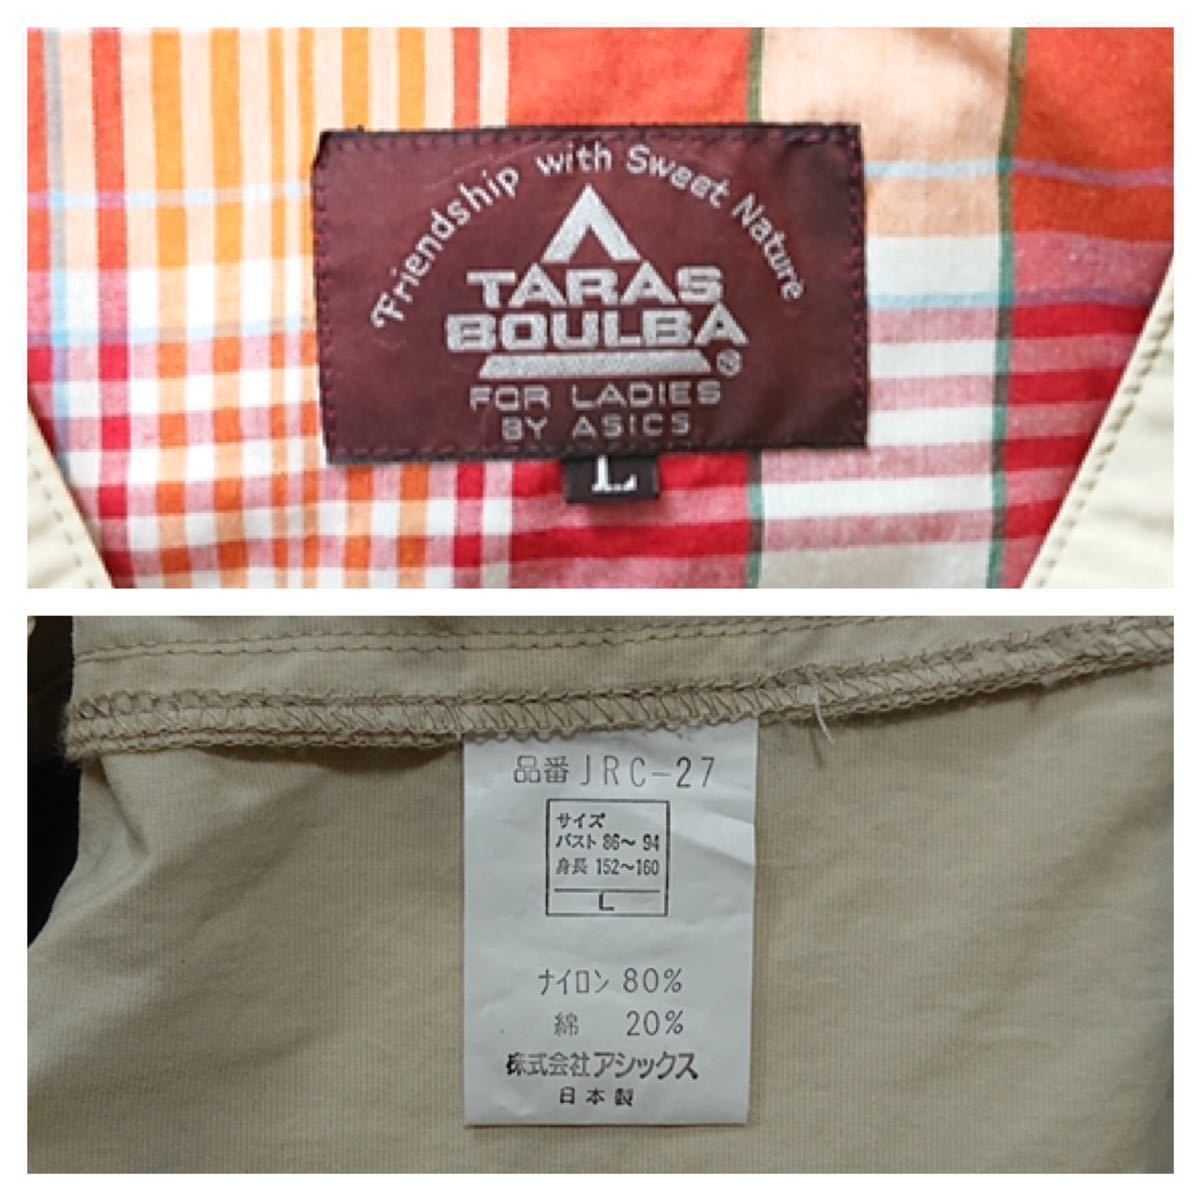 Friendship with Sweet Nature
TARAS
BOULBA®
FOR LADIES
BY ASICS
L
品番 JRC-27
サイズ
バスト 86～94
身長 152～160
L
ナイロン 80%
綿 20%
株式会社アシックス
日本製